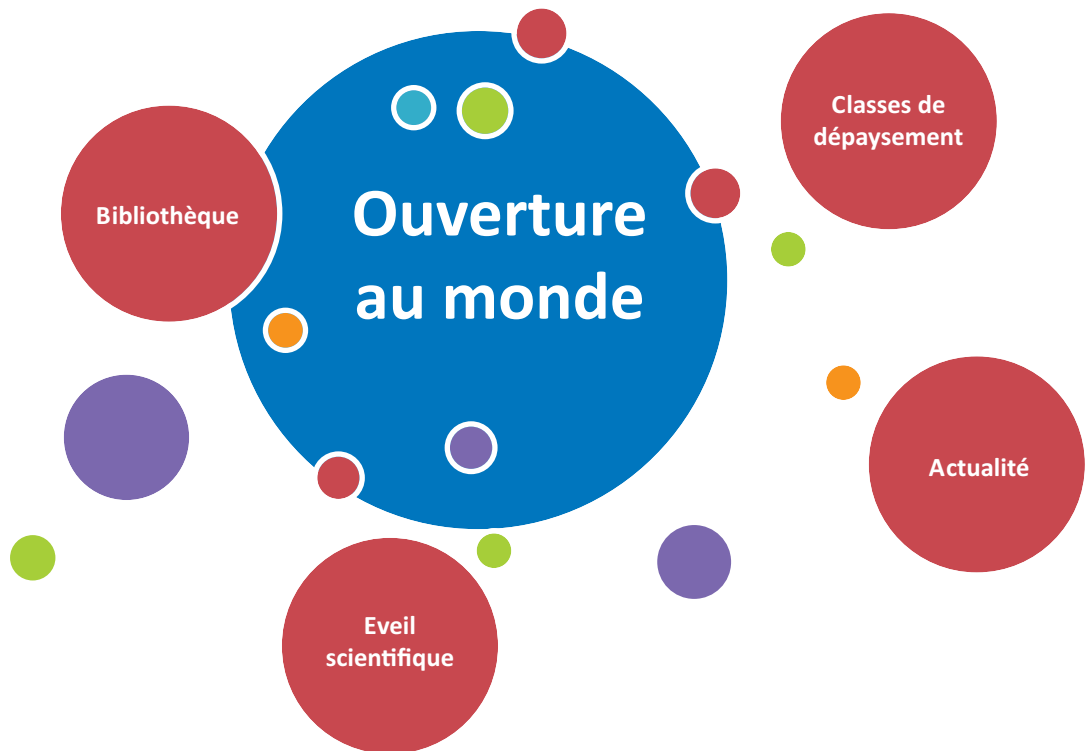 Ouverture
au monde
Bibliothèque
Classes de
dépaysement
Actualité
Eveil
scientifique